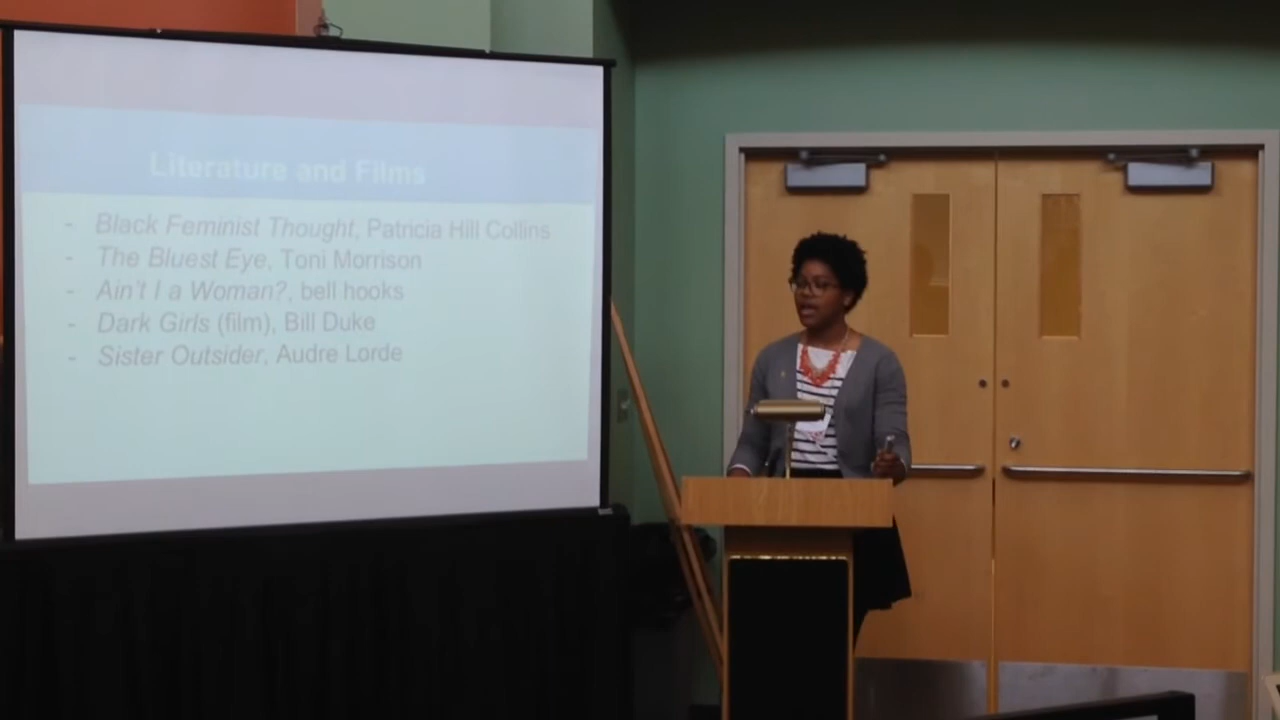 Literature and Films
- Black Feminist Thought, Patricia Hill Collins
- The Bluest Eye, Toni Morrison
- Ain't I a Woman?, bell hooks
- Dark Girls (film), Bill Duke
- Sister Outsider, Audre Lorde